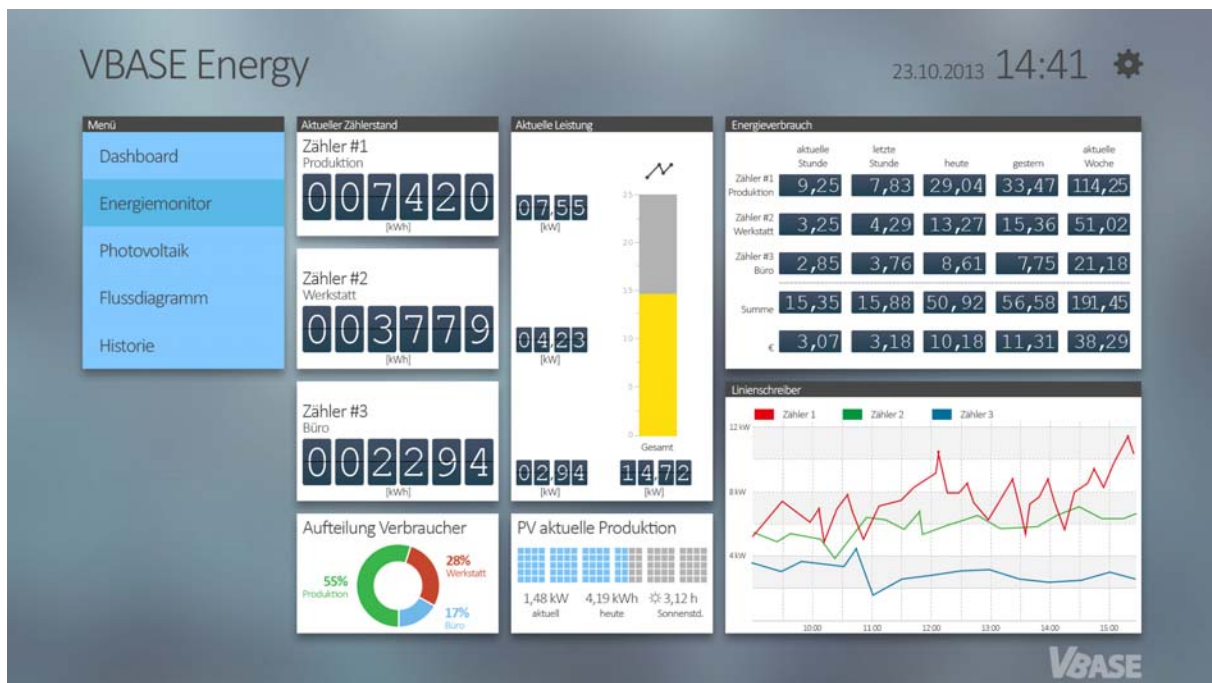 VBASE Energy
23.10.2013 14:41
Menü
Dashboard
Energiemonitor
Photovoltaik
Flussdiagramm
Historie
Aktueller Zählerstand
Zähler #1
Produktion
007420
[kWh]
Zähler #2
Werkstatt
003779
[kWh]
Zähler #3
Büro
002294
[kWh]
Aktuelle Leistung
07,55
[kW]
04,23
[kW]
02,94
[kW]
25
20
15
10
5
0
Gesamt
14,72
[kW]
Energieverbrauch
aktuelle Stunde letzte Stunde heute gestern aktuelle Woche
Zähler #1 Produktion 9,25 7,83 29,04 33,47 114,25
Zähler #2 Werkstatt 3,25 4,29 13,27 15,36 51,02
Zähler #3 Büro 2,85 3,76 8,61 7,75 21,18
Summe 15,35 15,88 50,92 56,58 191,45
€ 3,07 3,18 10,18 11,31 38,29
Aufteilung Verbraucher
28%
Werkstatt
55%
Produktion
17%
Büro
PV aktuelle Produktion
1,48 kW 4,19 kWh 3,12 h
aktuell heute Sonnenstd.
Linienschreiber
Zähler 1 Zähler 2 Zähler 3
12 kW
8 kW
4 kW
10:00 11:00 12:00 13:00 14:00 15:00
VBASE